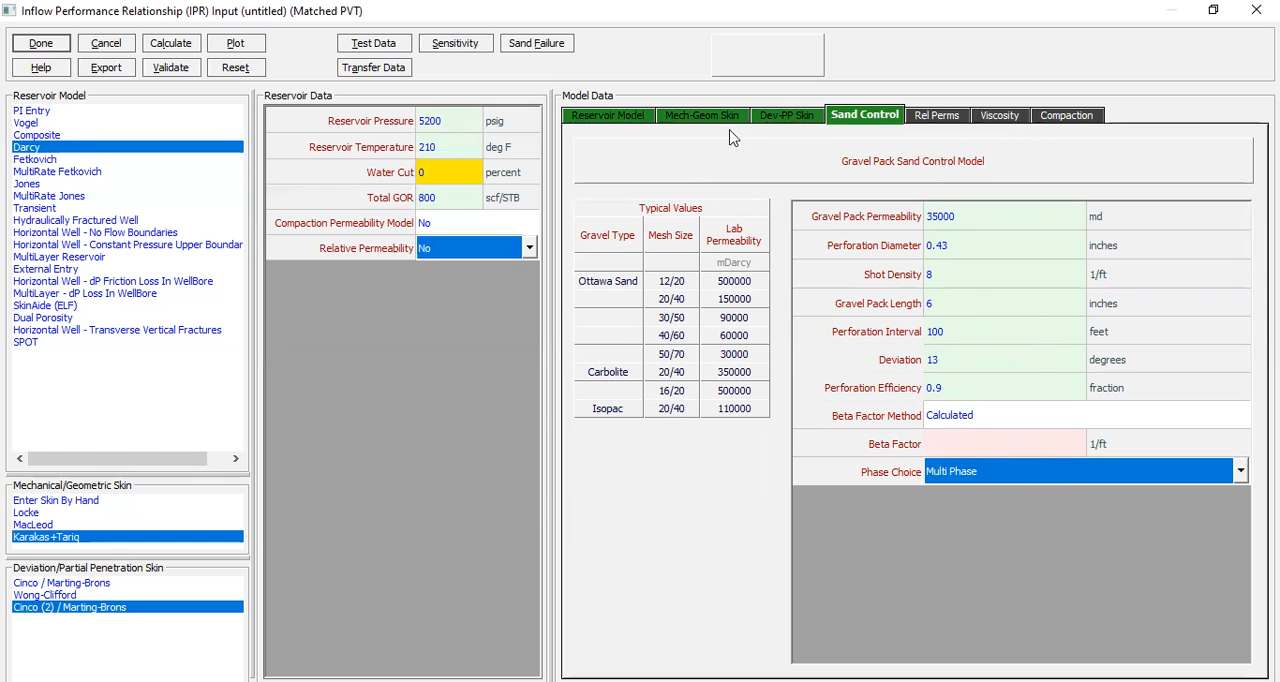 Inflow Performance Relationship (IPR) Input (untitled) (Matched PVT)
Done Cancel Calculate Plot Test Data Sensitivity Sand Failure
Help Export Validate Reset Transfer Data
Reservoir Model
PI Entry
Vogel
Composite
Darcy
Fetkovich
MultiRate Fetkovich
Jones
MultiRate Jones
Transient
Hydraulically Fractured Well
Horizontal Well - No Flow Boundaries
Horizontal Well - Constant Pressure Upper Boundar
MultiLayer Reservoir
External Entry
Horizontal Well - dP Friction Loss In WellBore
MultiLayer - dP Loss In WellBore
SkinAide (ELF)
Dual Porosity
Horizontal Well - Transverse Vertical Fractures
SPOT
Mechanical/Geometric Skin
Enter Skin By Hand
Locke
MacLeod
Karakas+Tariq
Deviation/Partial Penetration Skin
Cinco / Marting-Brons
Wong-Clifford
Cinco (2) / Marting-Brons
Reservoir Data
Reservoir Pressure 5200 psig
Reservoir Temperature 210 deg F
Water Cut 0 percent
Total GOR 800 scf/STB
Compaction Permeability Model No
Relative Permeability No
Model Data
Reservoir Model Mech-Geom Skin Dev-PP Skin Sand Control Rel Perms Viscosity Compaction
Gravel Pack Sand Control Model
Typical Values
Gravel Type Mesh Size Lab Permeability
mDarcy
Ottawa Sand 12/20 500000
20/40 150000
30/50 90000
40/60 60000
50/70 30000
Carbolite 20/40 350000
16/20 500000
Isopac 20/40 110000
Gravel Pack Permeability 35000 md
Perforation Diameter 0.43 inches
Shot Density 8 1/ft
Gravel Pack Length 6 inches
Perforation Interval 100 feet
Deviation 13 degrees
Perforation Efficiency 0.9 fraction
Beta Factor Method Calculated
Beta Factor 1/ft
Phase Choice Multi Phase